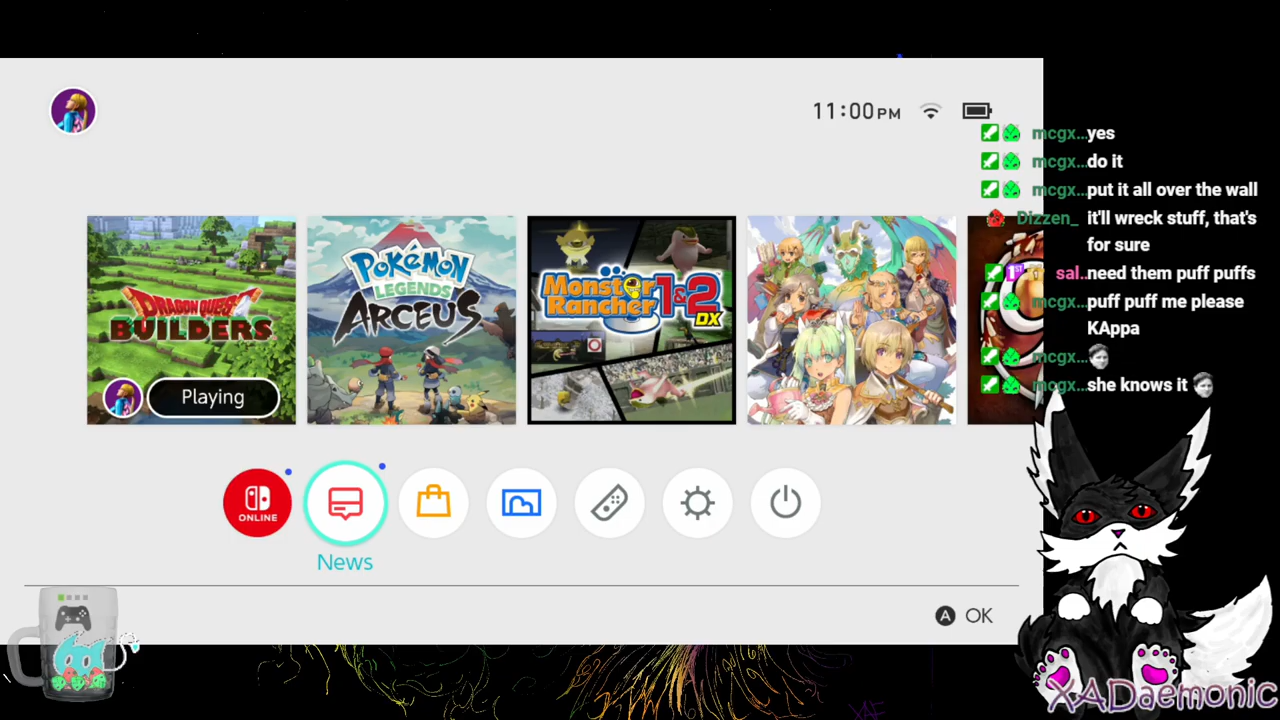 11:00 PM
DRAGON QUEST
BUILDERS
Playing
POKéMON
LEGENDS
ARCEUS
Monster
Rancher 1&2
DX
ONLINE
News
A OK
mcgx... yes
mcgx... do it
mcgx... put it all over the wall
Dizzen_ it'll wreck stuff, that's
for sure
1ST sal.. need them puff puffs
mcgx... puff puff me please
KAppa
mcgx...
mcgx... she knows it
XADaemonic